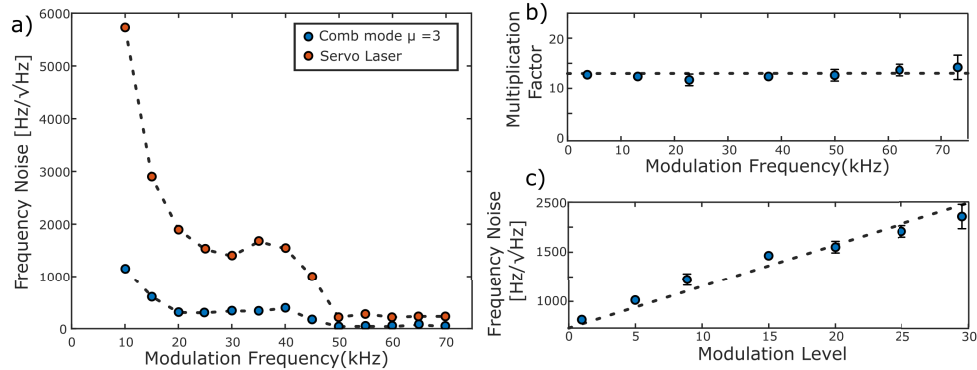 a)
Frequency Noise [Hz/√Hz]
6000
5000
4000
3000
2000
1000
0
0 10 20 30 40 50 60 70
Modulation Frequency(kHz)
Comb mode μ =3
Servo Laser
b)
Multiplication
Factor
20
10
0
0 10 20 30 40 50 60 70
Modulation Frequency(kHz)
c)
Frequency Noise
[Hz/√Hz]
2500
1500
1000
0 5 10 15 20 25 30
Modulation Level